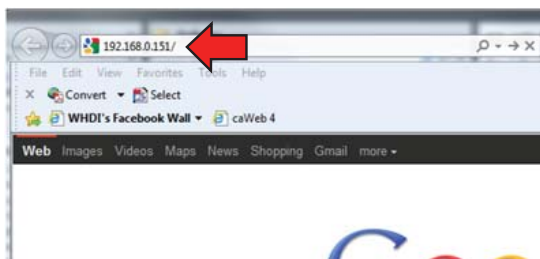 192.168.0.151/
File Edit View Favorites Tools Help
X Convert Select
WHDI's Facebook Wall caWeb 4
Web Images Videos Maps News Shopping Gmail more
Goo